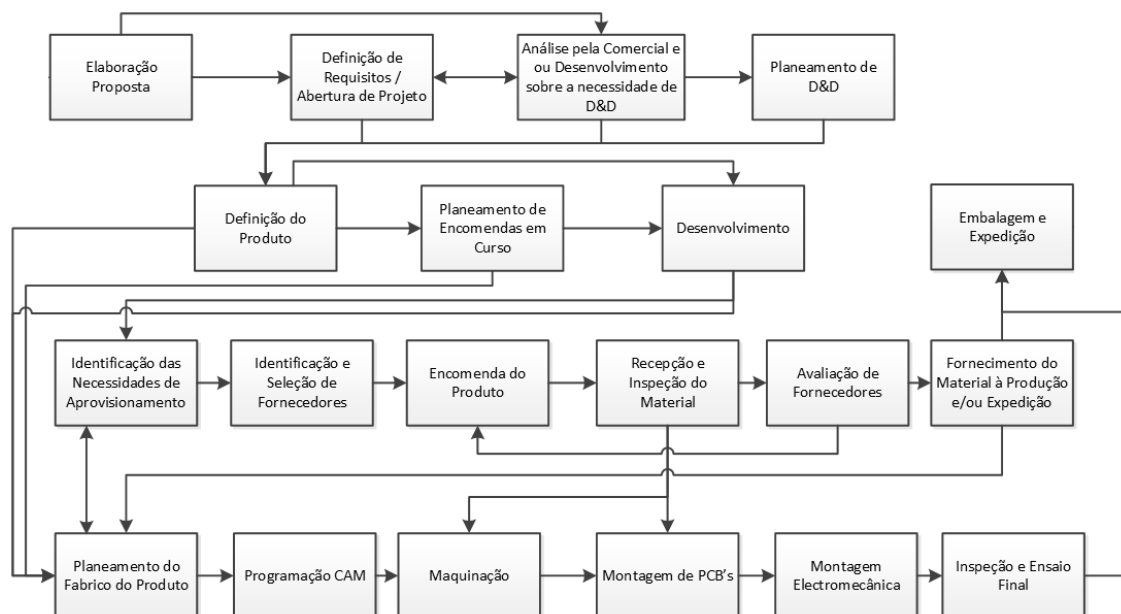 Elaboração
Proposta
Definição de
Requisitos /
Abertura de Projeto
Análise pela Comercial e
ou Desenvolvimento
sobre a necessidade de
D&D
Planeamento de
D&D
Definição do
Produto
Planeamento de
Encomendas em
Curso
Desenvolvimento
Embalagem e
Expedição
Identificação das
Necessidades de
Aprovisionamento
Identificação e
Seleção de
Fornecedores
Encomenda do
Produto
Recepção e
Inspeção do
Material
Avaliação de
Fornecedores
Fornecimento do
Material à Produção
e/ou Expedição
Planeamento do
Fabrico do Produto
Programação CAM
Maquinação
Montagem de PCB's
Montagem
Electromecânica
Inspeção e Ensaio
Final